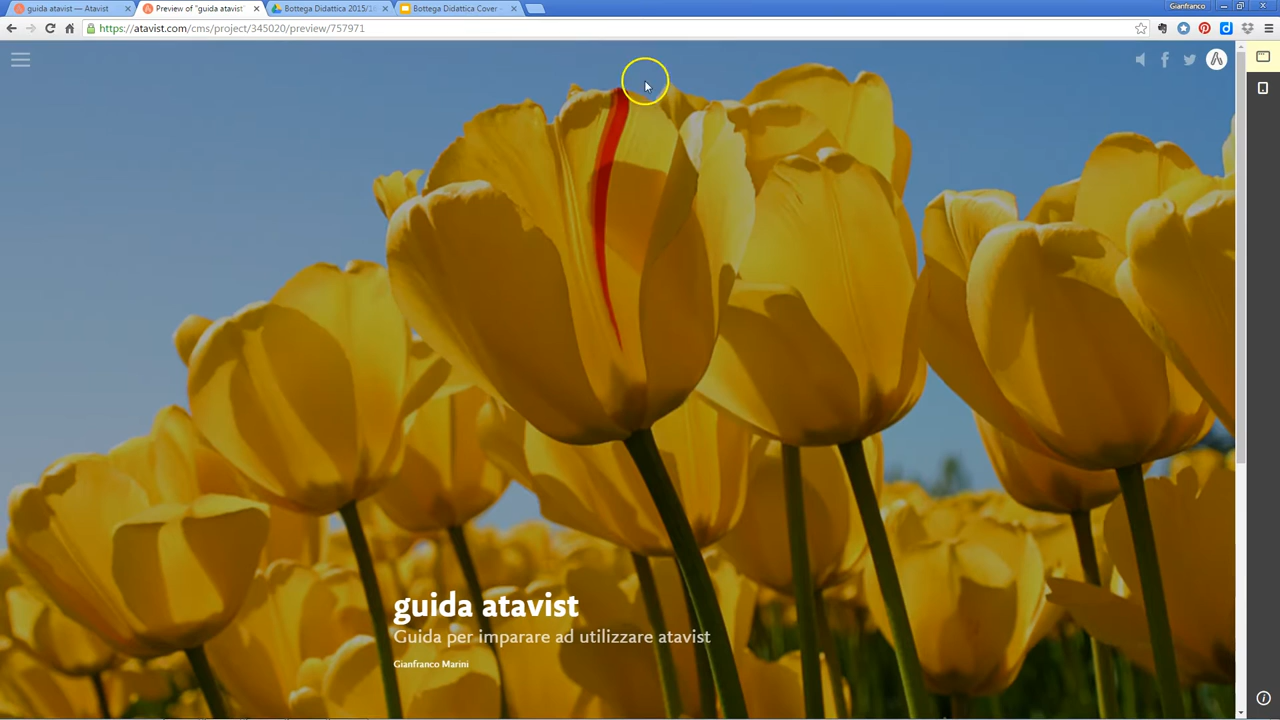 guida atavist — Atavist
Preview of "guida atavist"
Bottega Didattica 2015/1
Bottega Didattica Cover -
Gianfranco
https://atavist.com/cms/project/345020/preview/757971
guida atavist
Guida per imparare ad utilizzare atavist
Gianfranco Marini